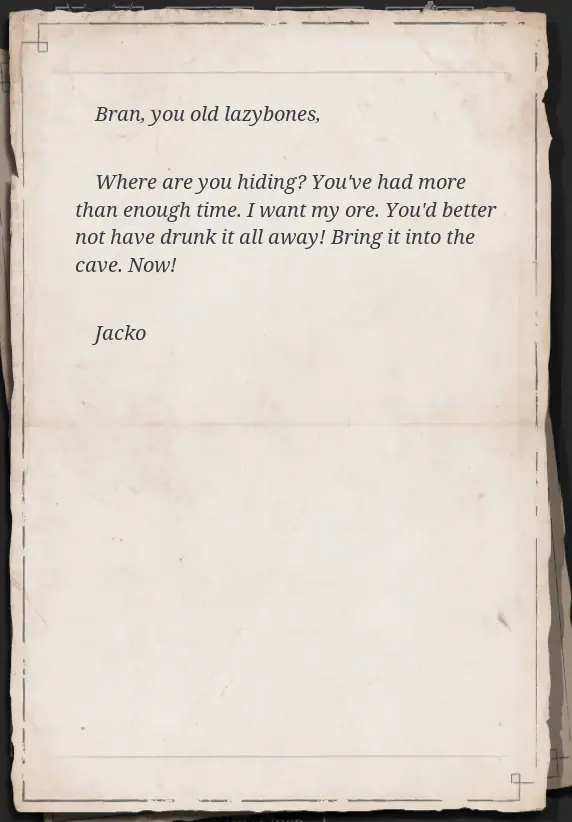 Bran, you old lazybones,
Where are you hiding? You've had more
than enough time. I want my ore. You'd better
not have drunk it all away! Bring it into the
cave. Now!
Jacko